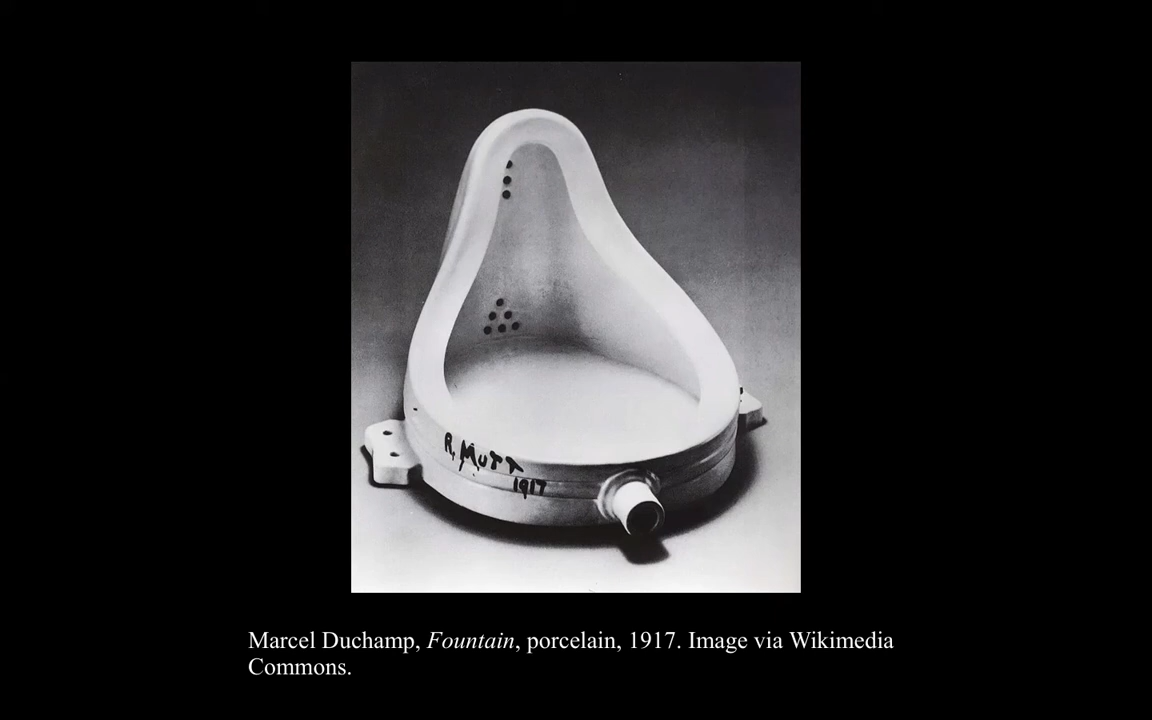 R. MUTT
1917
Marcel Duchamp, Fountain, porcelain, 1917. Image via Wikimedia
Commons.